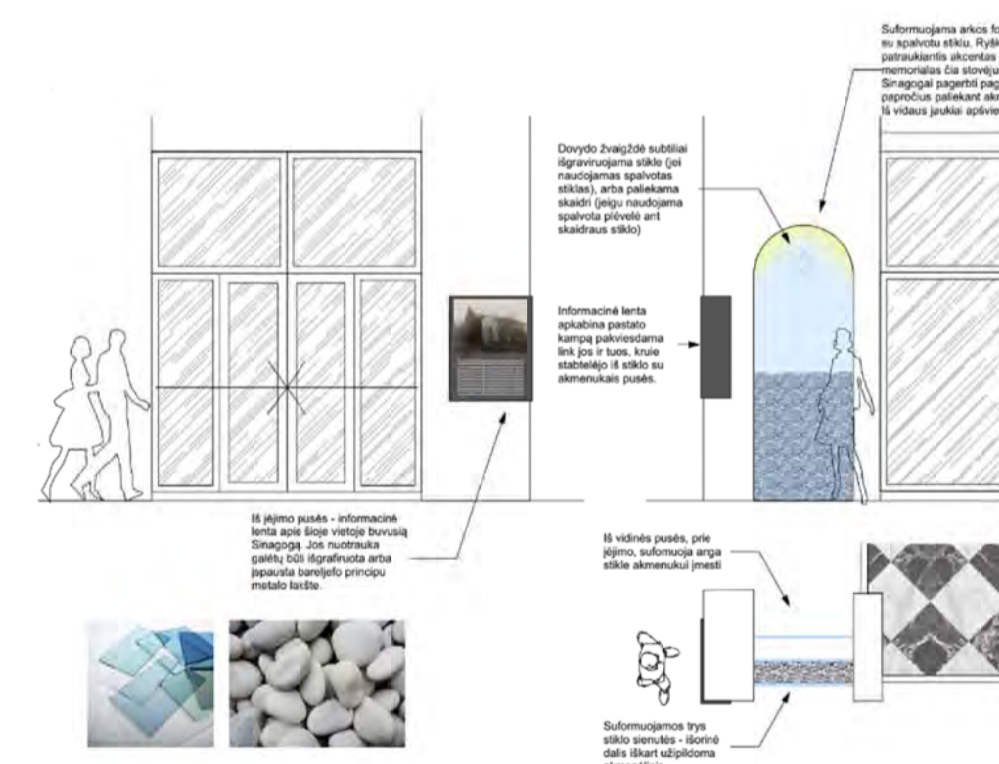 Suformuojama arkos fo
su spalvotu stiklu. Ryšk
patraukiantis akcentas
memorialas čia stovėju
Sinagogai pagerbti pag
papročius paliekant akm
Iš vidaus jaukiai apšvie
Dovydo žvaigždė subtiliai
išgraviruojama stikle (jei
naudojamas spalvotas
stiklas), arba paliekama
skaidri (jeigu naudojama
spalvota plėvelė ant
skaidraus stiklo)
Informacinė lenta
apkabina pastato
kampą pakviesdama
link jos ir tuos, kruie
stabtelėjo iš stiklo su
akmenukais pusės.
Iš įėjimo pusės - informacinė
lenta apie šioje vietoje buvusią
Sinagogą. Jos nuotrauka
galėtų būti išgrafiruota arba
įspausta bareljefo principu
metalo lakšte.
Iš vidinės pusės, prie
įėjimo, sufomuoja arga
stikle akmenukui įmesti
Suformuojamos trys
stiklo sienutės - išorinė
dalis iškart užipildoma